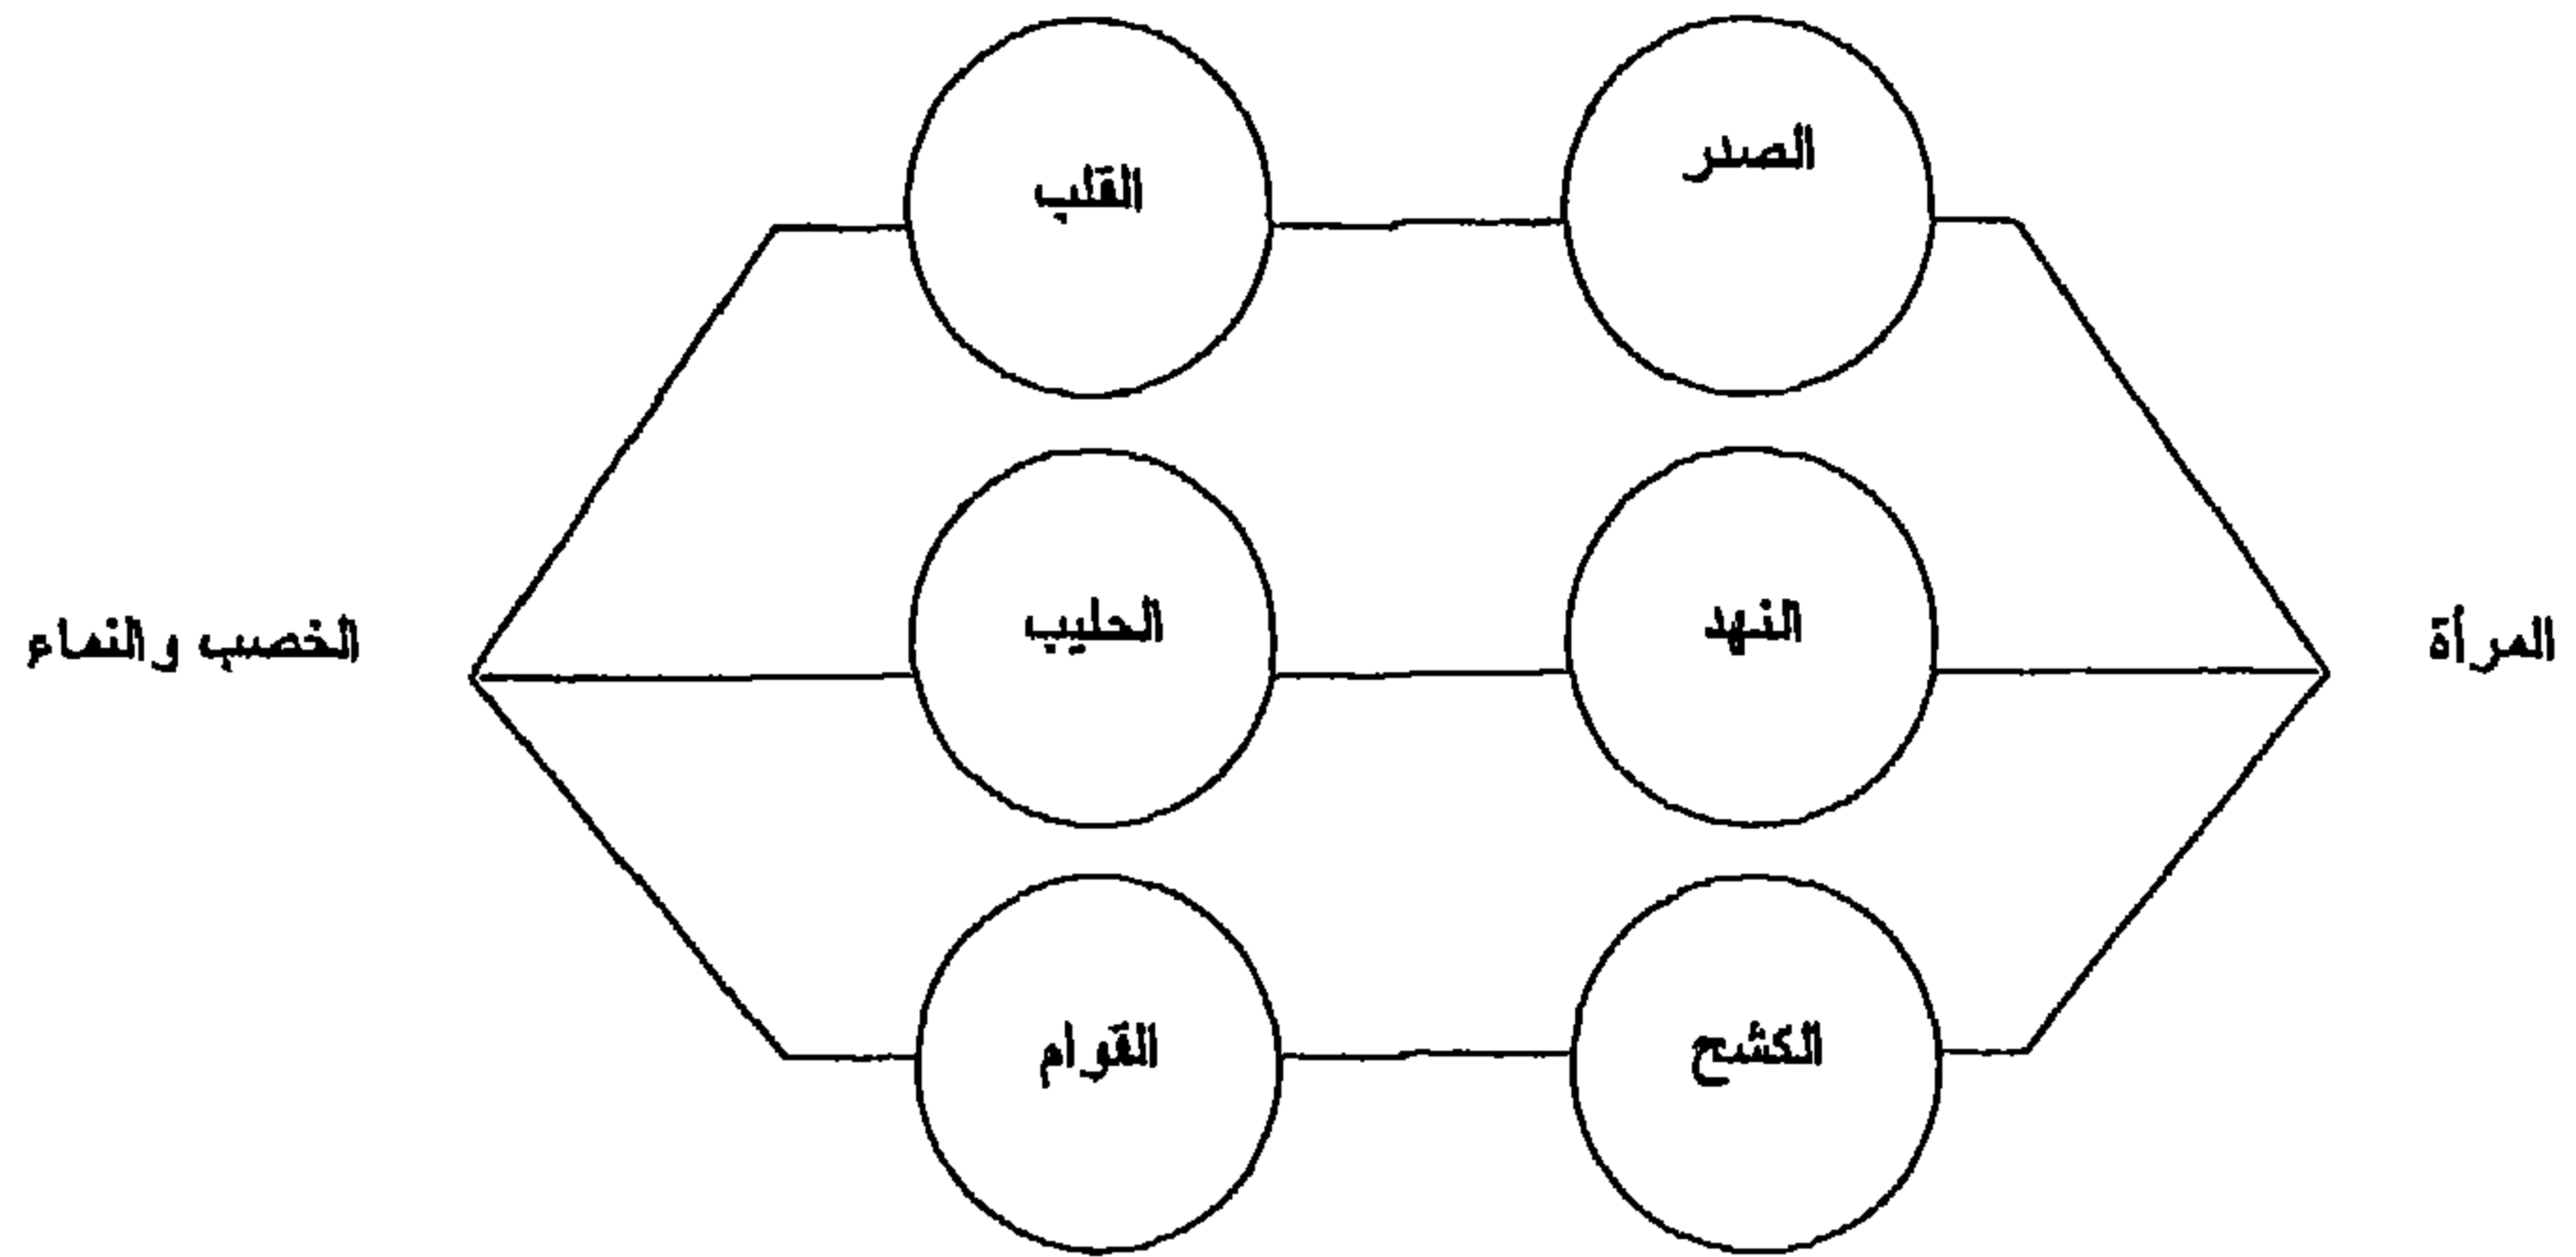 الصدر
القلب
المرأة
النهد
الحليب
الخصب والنماء
الكشح
القوام